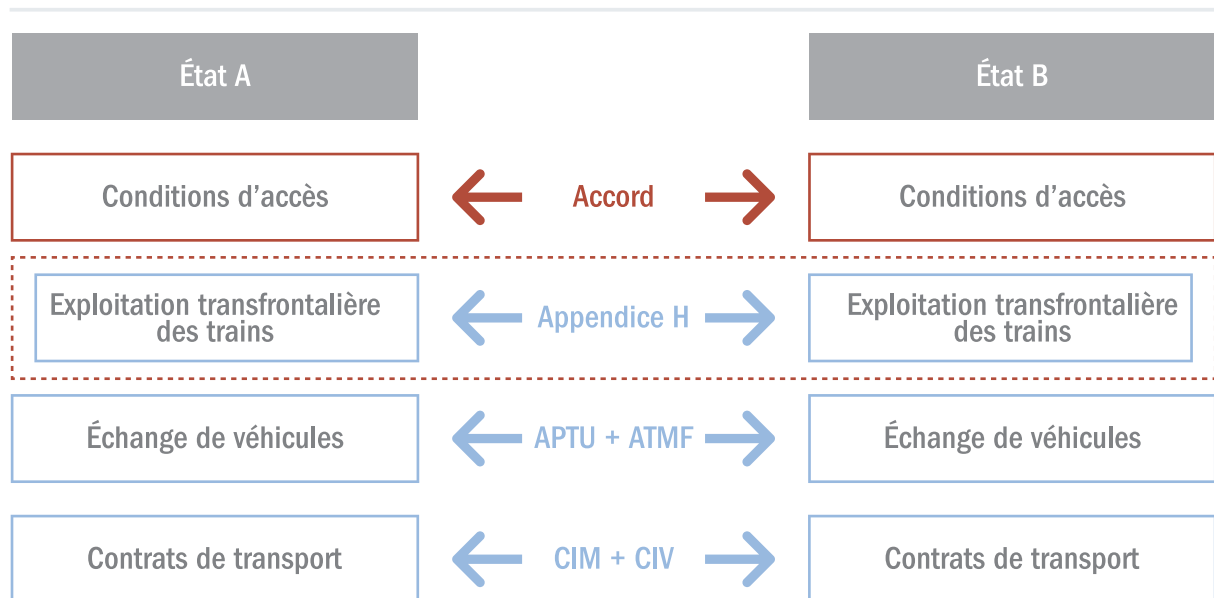 État A
État B
Conditions d’accès
Accord
Conditions d’accès
Exploitation transfrontalière
des trains
Appendice H
Exploitation transfrontalière
des trains
Échange de véhicules
APTU + ATMF
Échange de véhicules
Contrats de transport
CIM + CIV
Contrats de transport